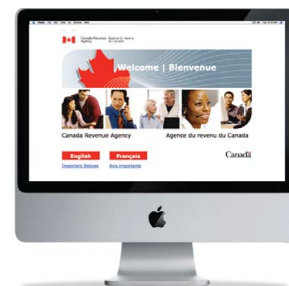 Canada Revenue Agency
Agence du revenu du Canada
Welcome | Bienvenue
Canada Revenue Agency
Agence du revenu du Canada
English
Français
Important Notices
Avis importants
Canada